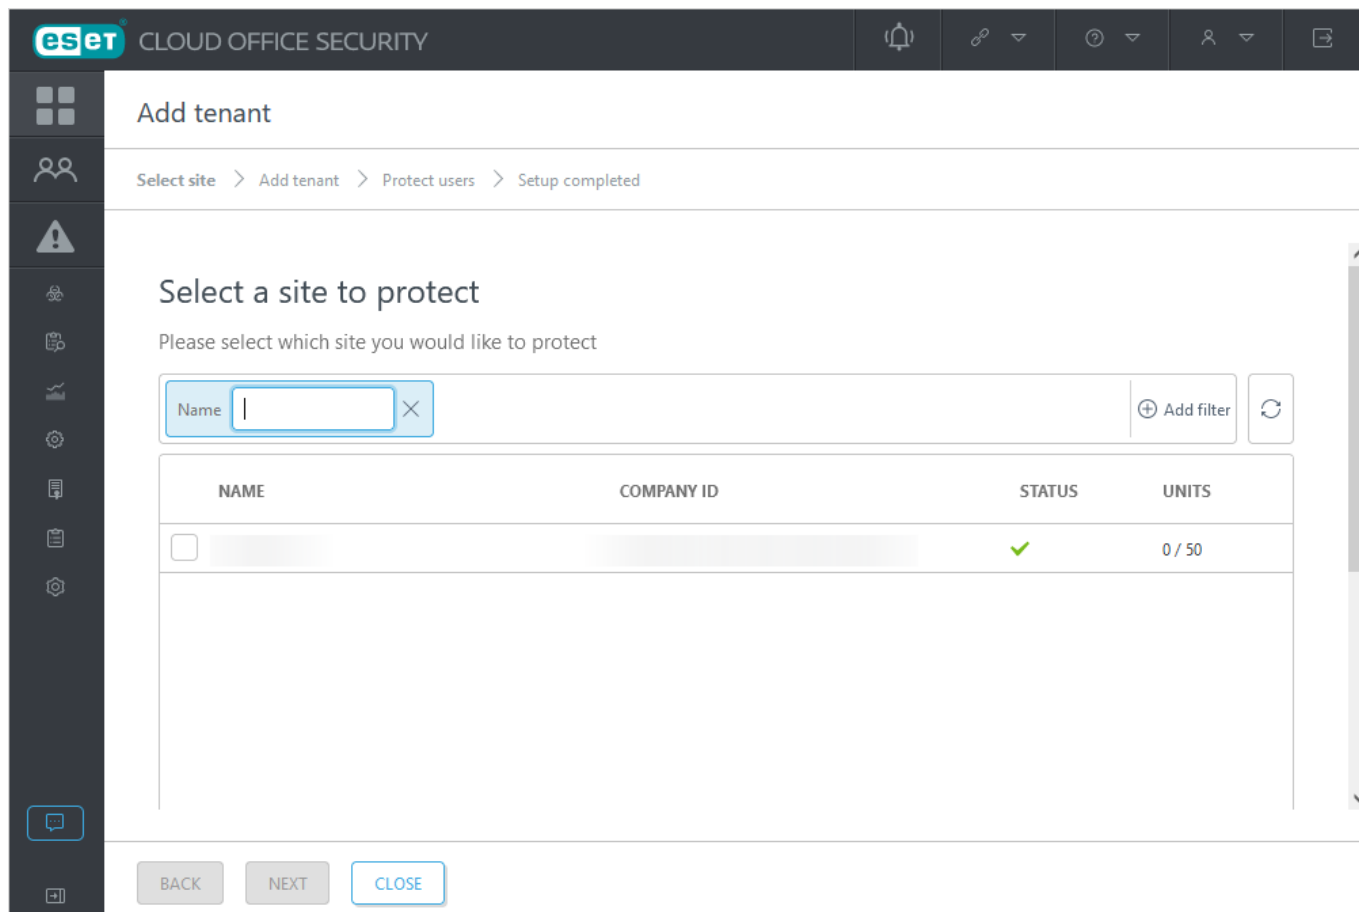 eset® CLOUD OFFICE SECURITY
Add tenant
Select site > Add tenant > Protect users > Setup completed
Select a site to protect
Please select which site you would like to protect
Name Add filter
NAME COMPANY ID STATUS UNITS
0 / 50
BACK NEXT CLOSE